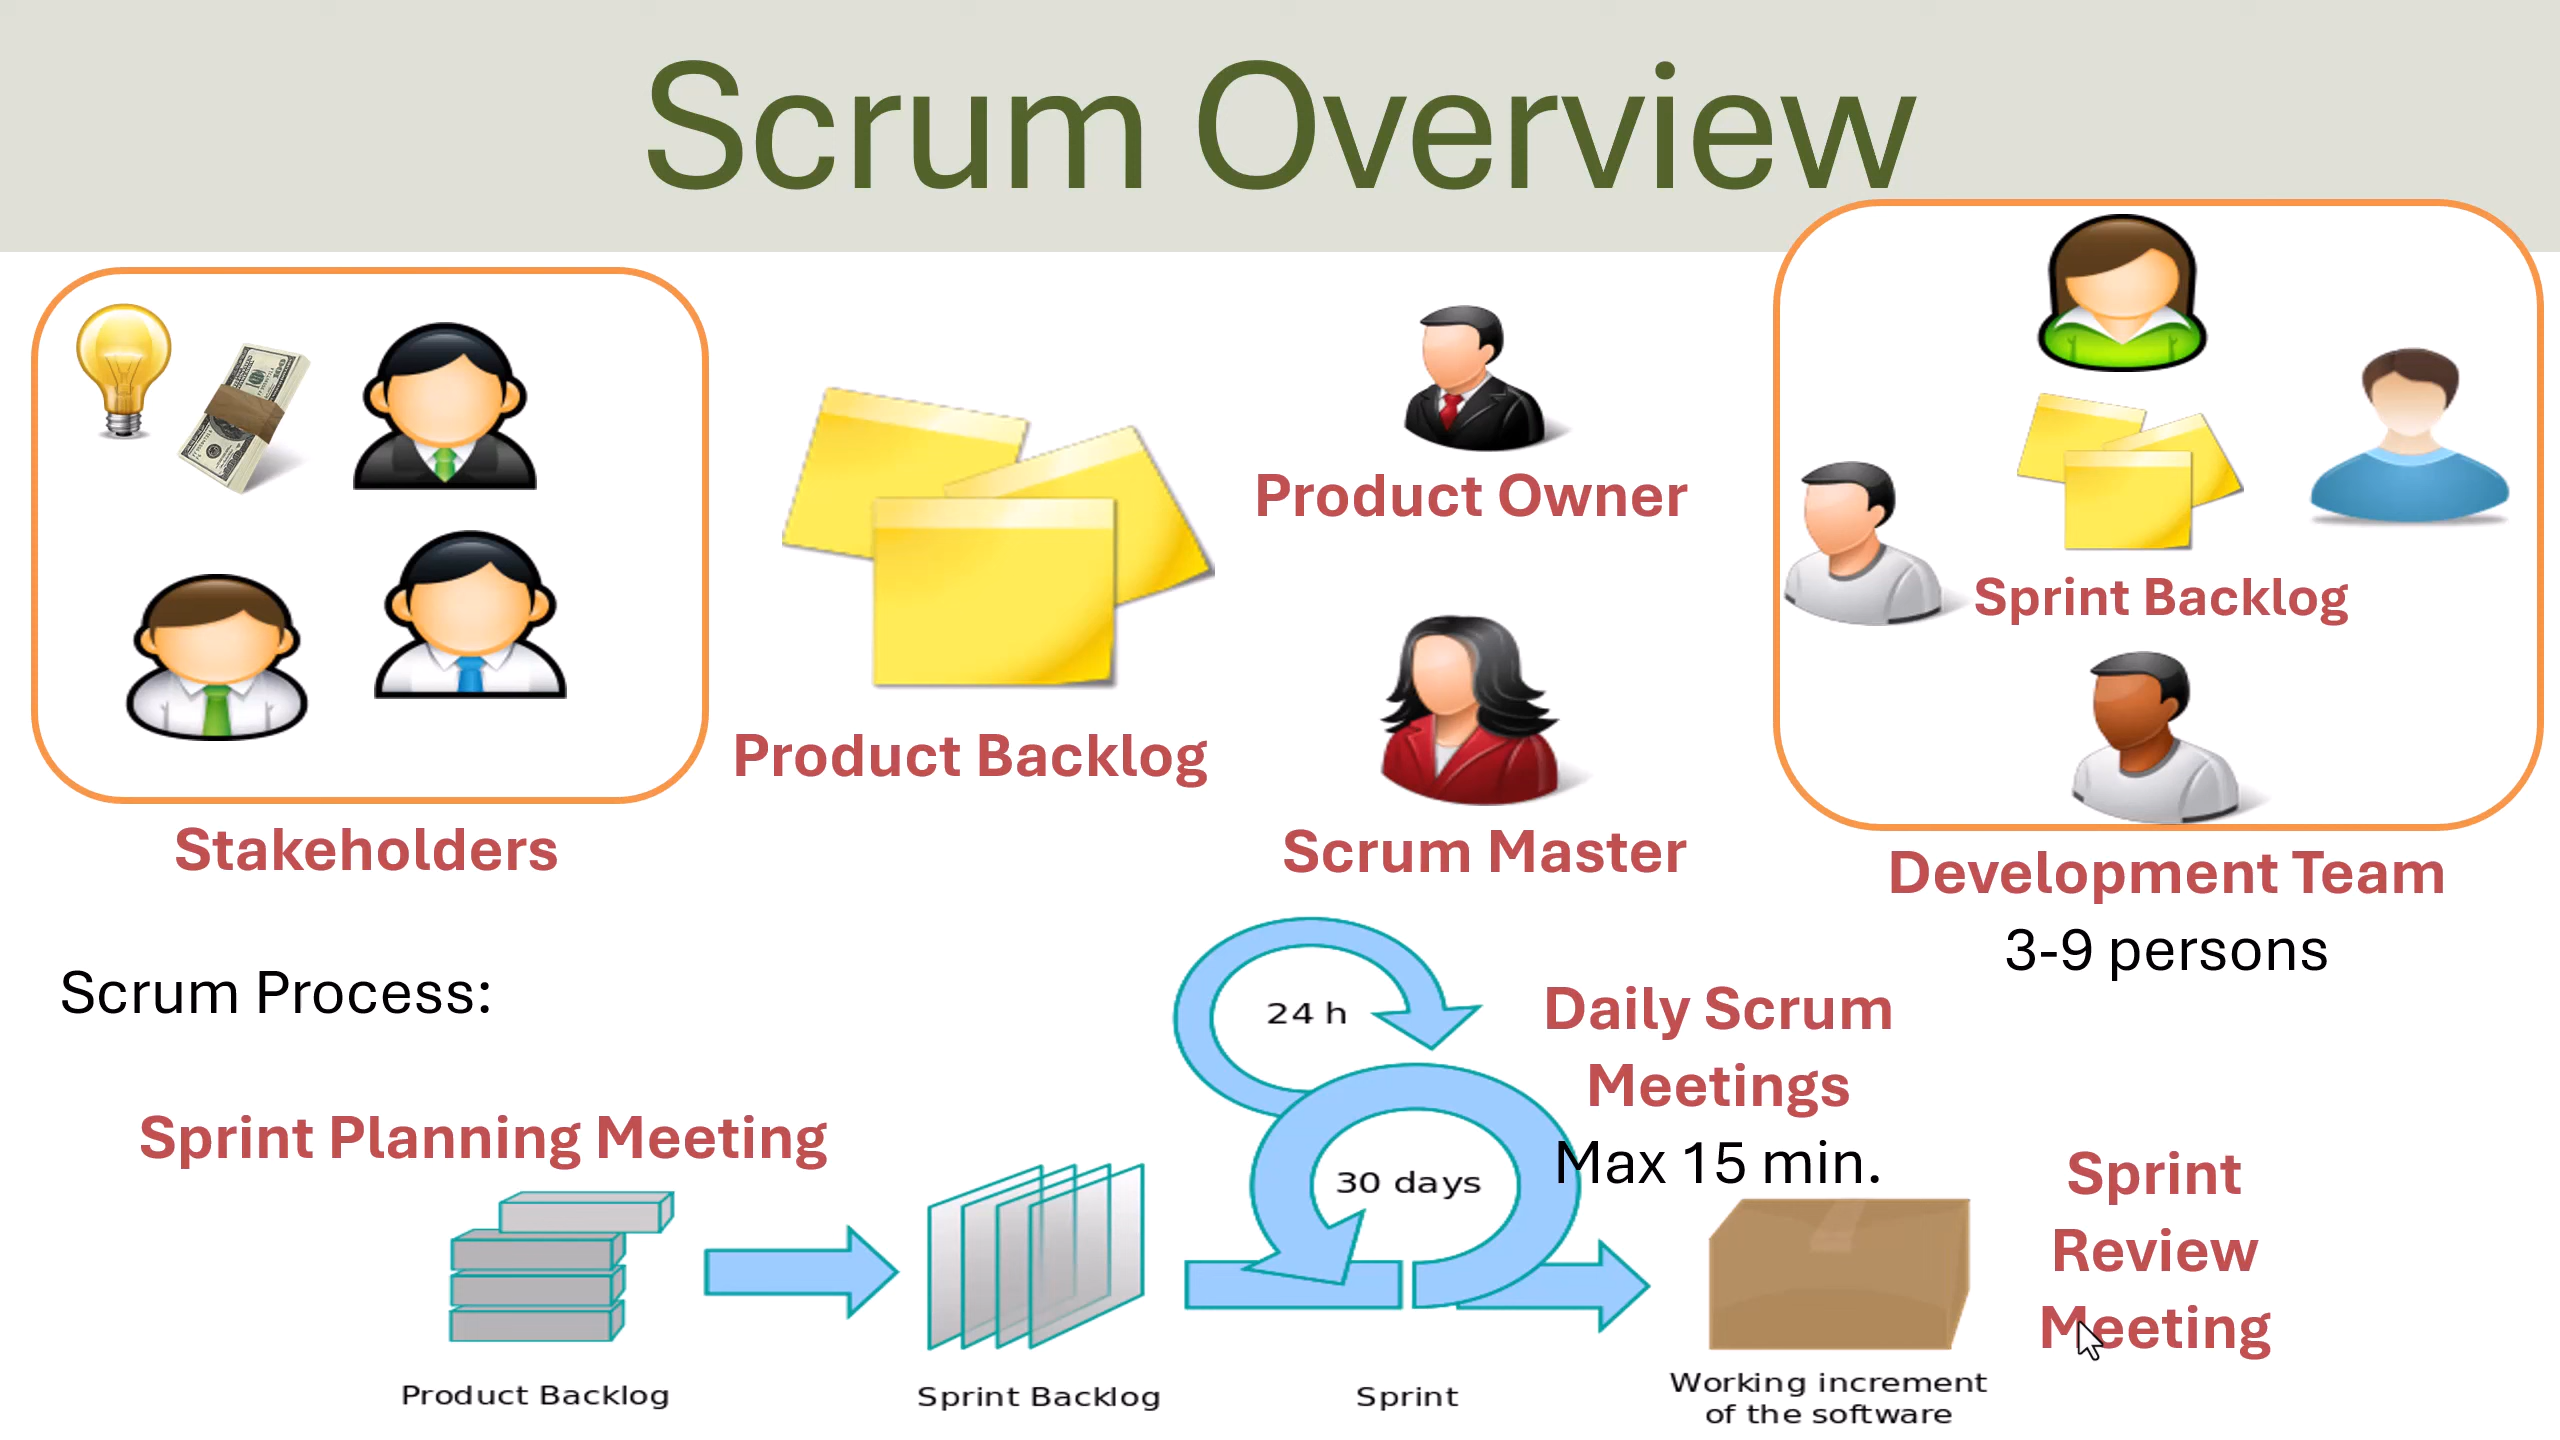 Scrum Overview
Product Owner
Sprint Backlog
Product Backlog
Stakeholders
Scrum Master
Development Team
3-9 persons
Scrum Process:
24 h
Daily Scrum
Meetings
Max 15 min.
Sprint Planning Meeting
30 days
Sprint
Review
Meeting
Product Backlog
Sprint Backlog
Sprint
Working increment
of the software